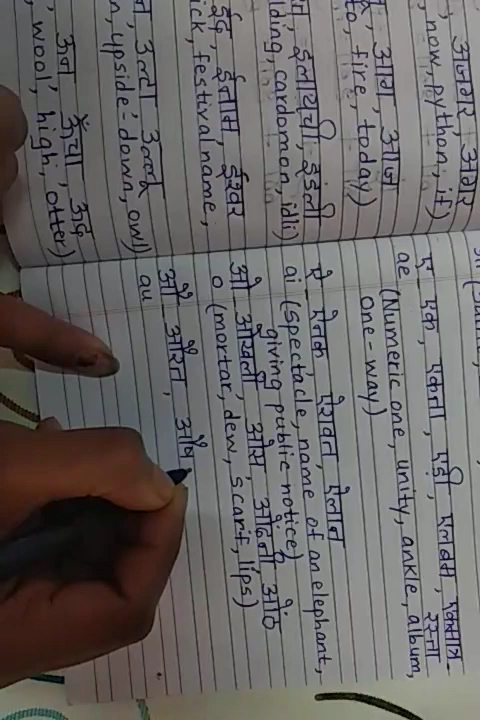 , अजगर, अगर
, now, python, if)
, आग, आज
to, fire, today)
, इलायची, इडली
lding, cardomon, idli)
ईद, ईनाम, ईश्वर
ick, festival name,
उल्टा उल्लू
n, upside-down, owl)
ऊन, ऊँचा, ऊद
, wool, high, otter)
ए एक, एकता, एड़ी, एलबम, एकमात्र
रस्ता
ae (Numeric one, unity, ankle, album,
one-way)
ऐ ऐनक, ऐरावत, ऐलान
ai (spectacle, name of an elephant,
giving public notice)
ओ ओखली, ओस, ओढ़नी ओंठ
o (mortar, dew, scarf, lips)
औ औरत, औष
au